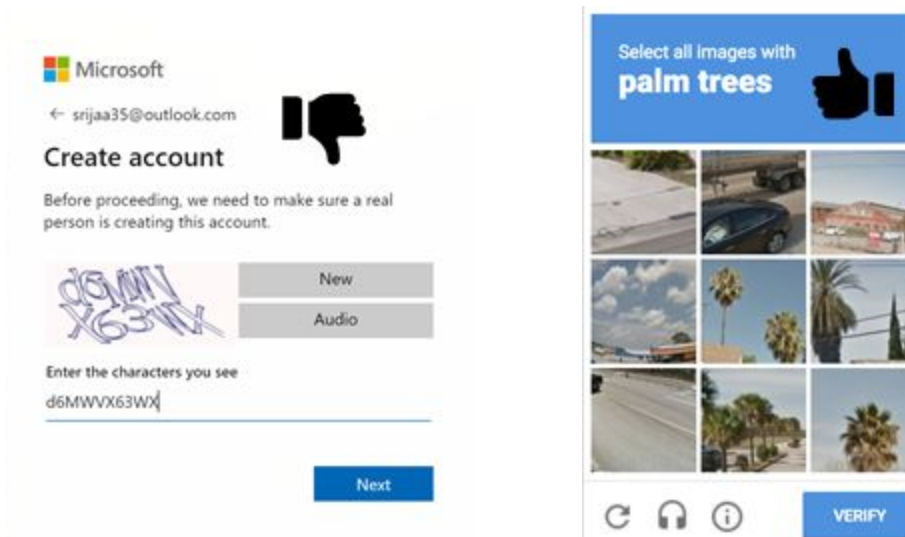 Microsoft
← srijaa35@outlook.com
Create account
Before proceeding, we need to make sure a real
person is creating this account.
New
Audio
Enter the characters you see
d6MWVX63WX
Next
Select all images with
palm trees
VERIFY